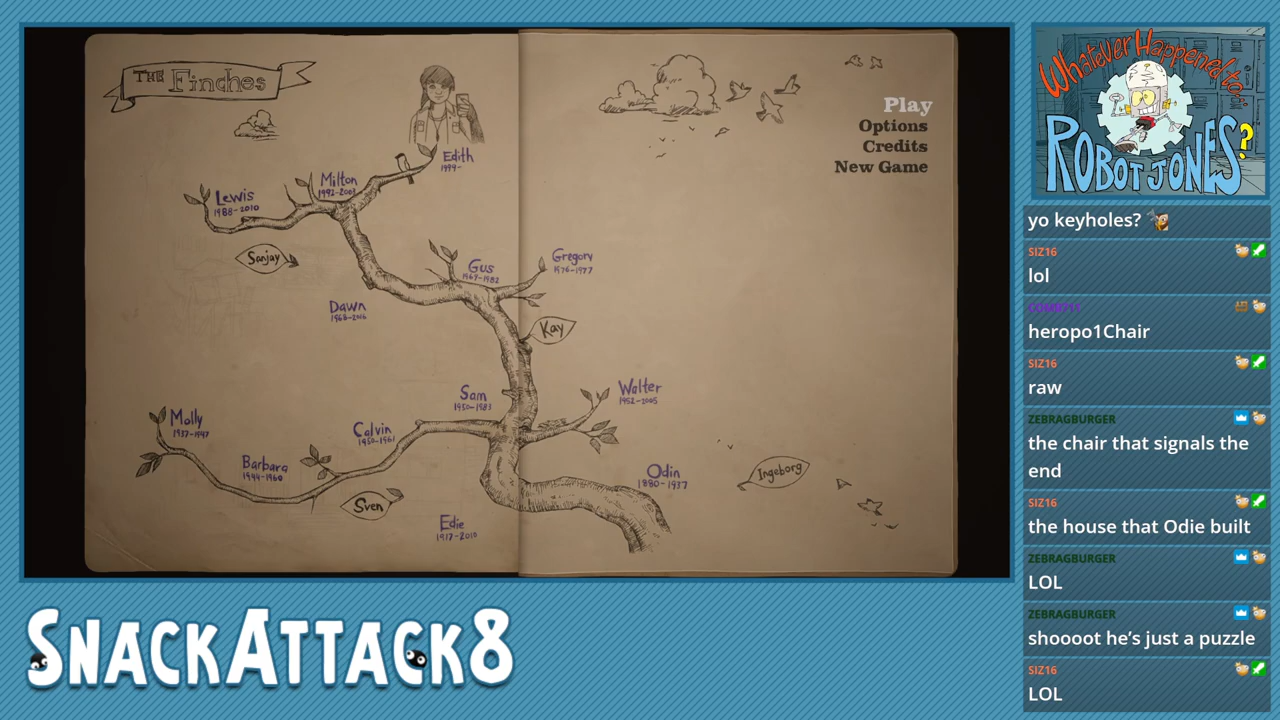 THE Finches
Play
Options
Credits
New Game
Edith
1999-
Milton
1992-2003
Lewis
1988-2010
Sanjay
Gus
1969-1982
Gregory
1976-1977
Dawn
1968-2016
Kay
Sam
1950-1983
Walter
1952-2005
Molly
1937-1947
Calvin
1950-1961
Barbara
1944-1960
Odin
1880-1937
Ingeborg
Sven
Edie
1917-2010
SnackAttack8
Whatever Happened to..
ROBOT JONES?
yo keyholes?
SIZ16
lol
heropo1Chair
SIZ16
raw
ZEBRAGBURGER
the chair that signals the
end
SIZ16
the house that Odie built
ZEBRAGBURGER
LOL
ZEBRAGBURGER
shoooot he's just a puzzle
SIZ16
LOL